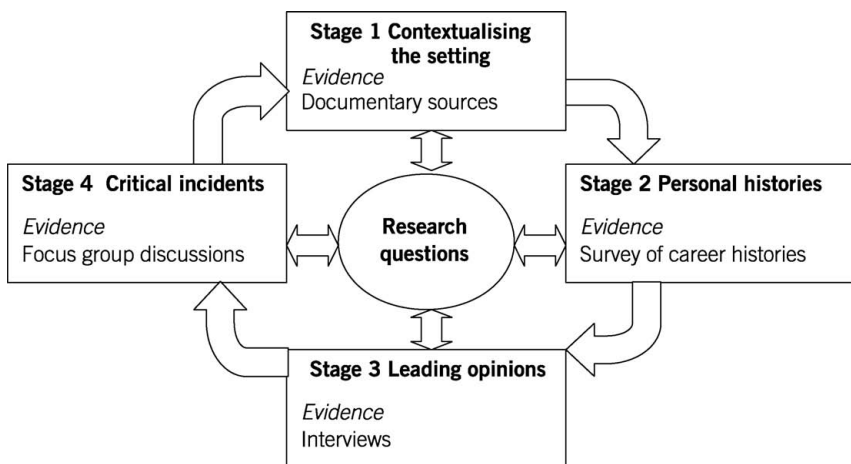 Stage 1 Contextualising
the setting
Evidence
Documentary sources
Stage 4 Critical incidents
Evidence
Focus group discussions
Research
questions
Stage 2 Personal histories
Evidence
Survey of career histories
Stage 3 Leading opinions
Evidence
Interviews